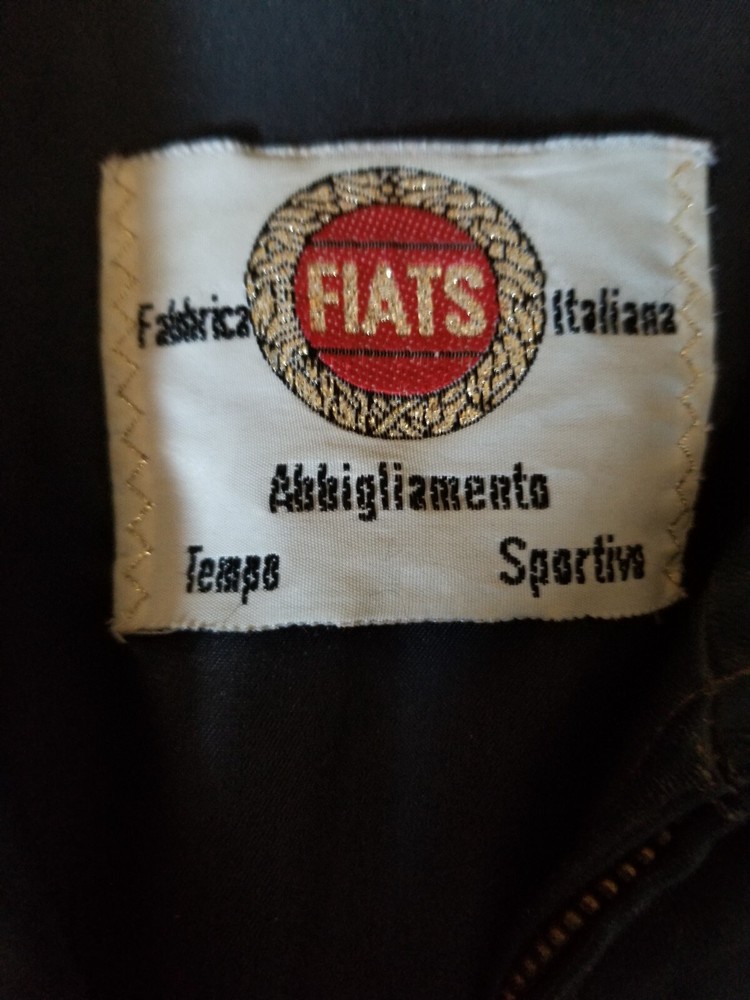 FIATS
Fabbrica Italiana
Abbigliamento
Tempo Sportivo